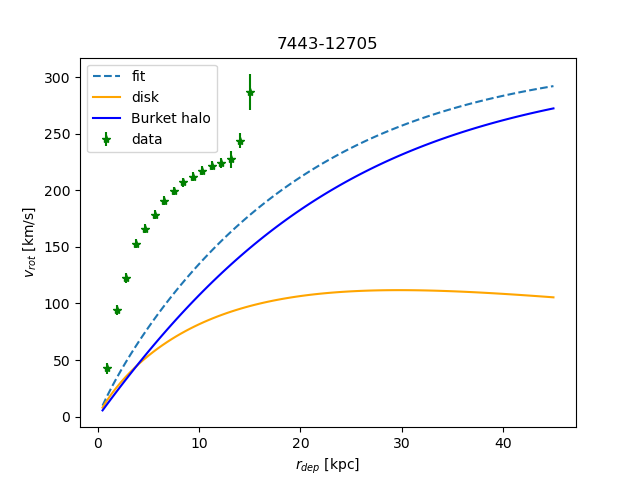 7443-12705
fit
disk
Burket halo
data
300
250
200
150
100
50
0
v_rot [km/s]
0 10 20 30 40
r_dep [kpc]